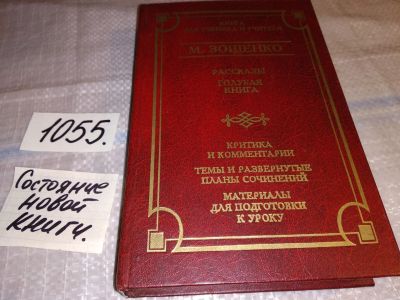 КНИГА
ДЛЯ УЧЕНИКА И УЧИТЕЛЯ
М. ЗОЩЕНКО
РАССКАЗЫ
ГОЛУБАЯ
КНИГА
КРИТИКА
И КОММЕНТАРИИ
ТЕМЫ И РАЗВЕРНУТЫЕ
ПЛАНЫ СОЧИНЕНИЙ
МАТЕРИАЛЫ
ДЛЯ ПОДГОТОВКИ
К УРОКУ
1055.
Состояние
новой
книги.